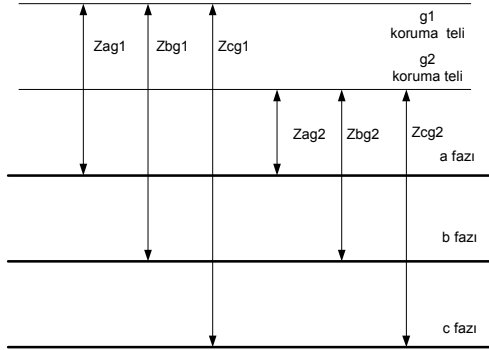 g1
koruma teli
Zag1 Zbg1 Zcg1
g2
koruma teli
Zag2 Zbg2 Zcg2
a fazı
b fazı
c fazı